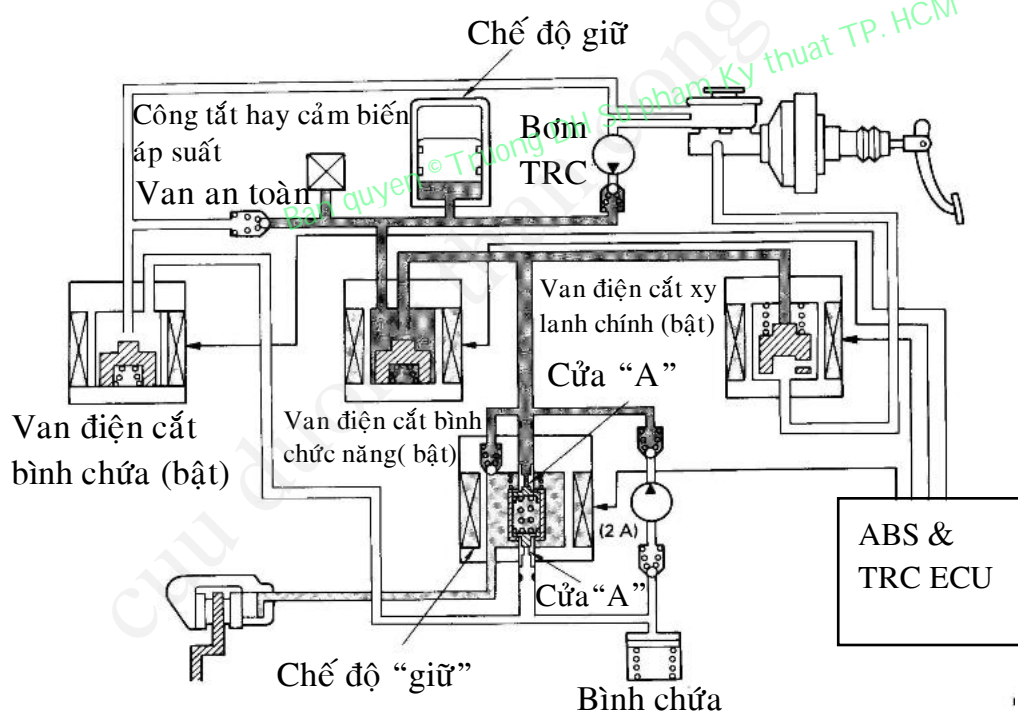 Chế độ giữ
Công tắt hay cảm biến
áp suất
Van an toàn
Bơm
TRC
Bản quyền © Trường ĐH Sư phạm Kỹ thuật TP. HCM
Van điện cắt xy
lanh chính (bật)
Cửa “A”
Van điện cắt
bình chứa (bật)
Van điện cắt bình
chức năng( bật)
(2 A)
ABS &
TRC ECU
Cửa“A”
Chế độ “giữ”
Bình chứa